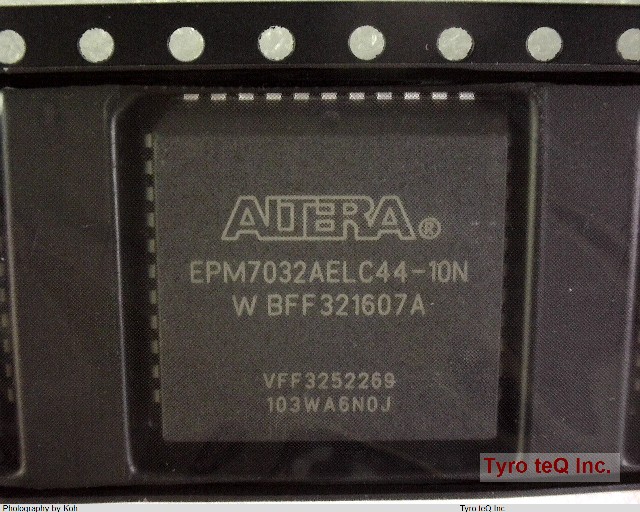 ALTERA®
EPM7032AELC44-10N
W BFF321607A
VFF3252269
103WA6N0J
Tyro teQ Inc.
Photography by Koh
Tyro teQ Inc